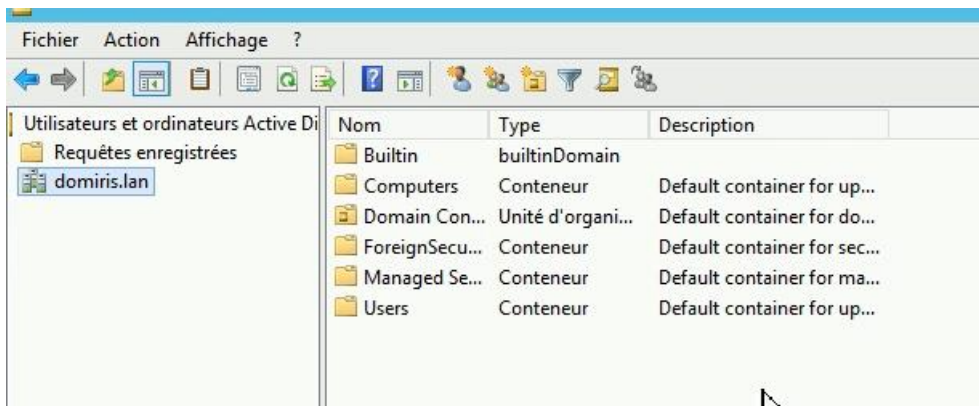 Fichier Action Affichage ?
Utilisateurs et ordinateurs Active Di
Requêtes enregistrées
domiris.lan
Nom Type Description
Builtin builtinDomain
Computers Conteneur Default container for up...
Domain Con... Unité d'organi... Default container for do...
ForeignSecu... Conteneur Default container for sec...
Managed Se... Conteneur Default container for ma...
Users Conteneur Default container for up...